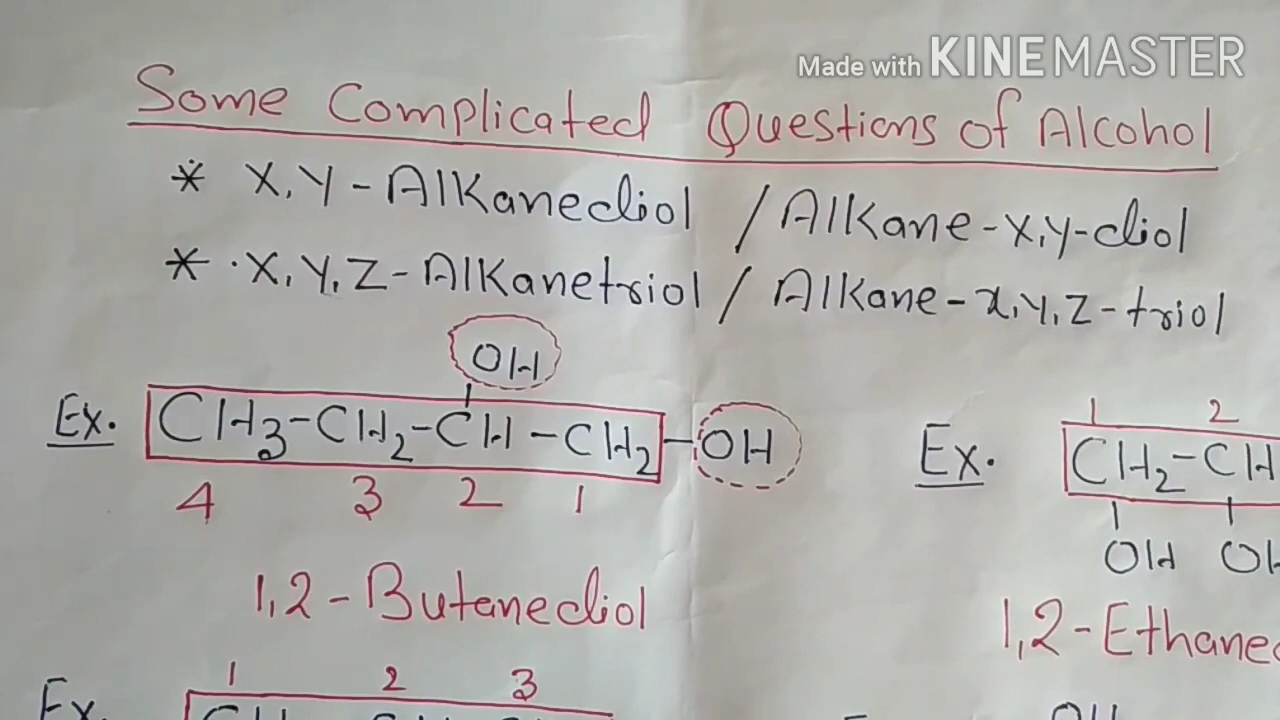 Made with KINEMASTER
Some Complicated Questions of Alcohol
* X,Y-Alkanediol / Alkane-x,y-diol
* X,Y,Z-Alkanetriol / Alkane-x,y,z-triol
OH
Ex. CH3-CH2-CH-CH2-OH
4 3 2 1
1,2-Butanediol
1 2
Ex. CH2-CH
OH
1,2-Ethane
1 2 3
Ex.
OH